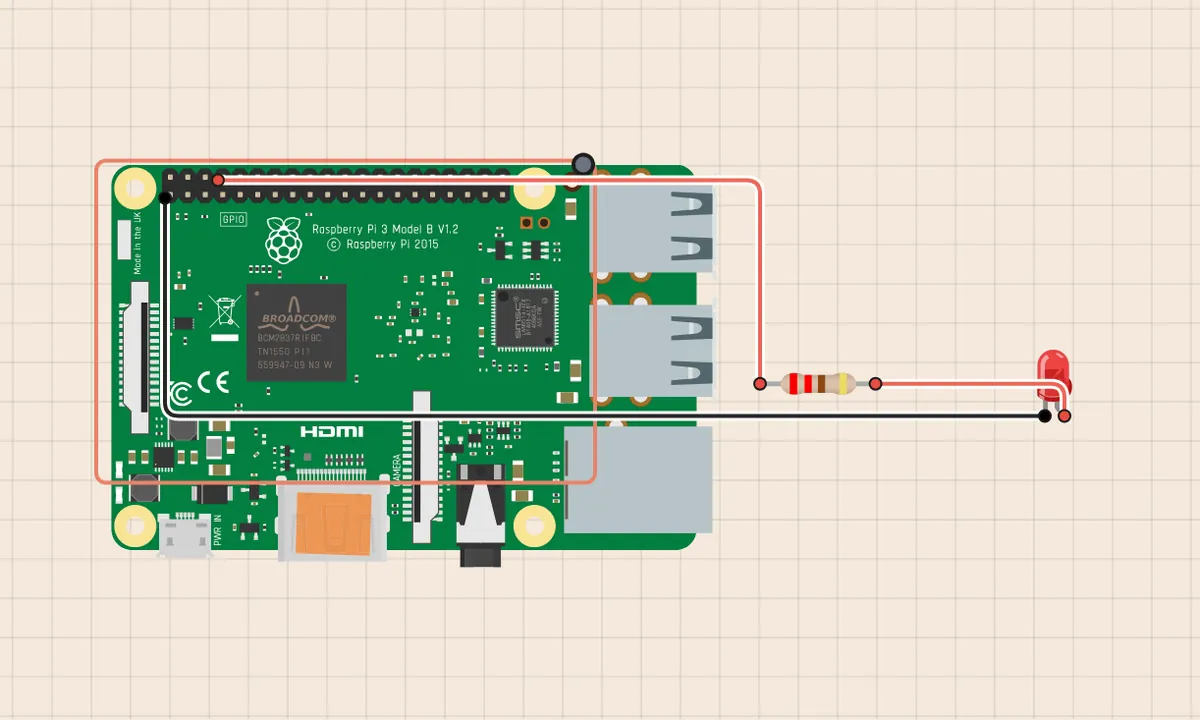 GPIO
Raspberry Pi 3 Model B V1.2
© Raspberry Pi 2015
Made in the UK
BROADCOM®
BCM2837RIFBC
TN1550 P11
559947-09 N3 W
SMSC
CE
HDMI
CAMERA
PWR IN